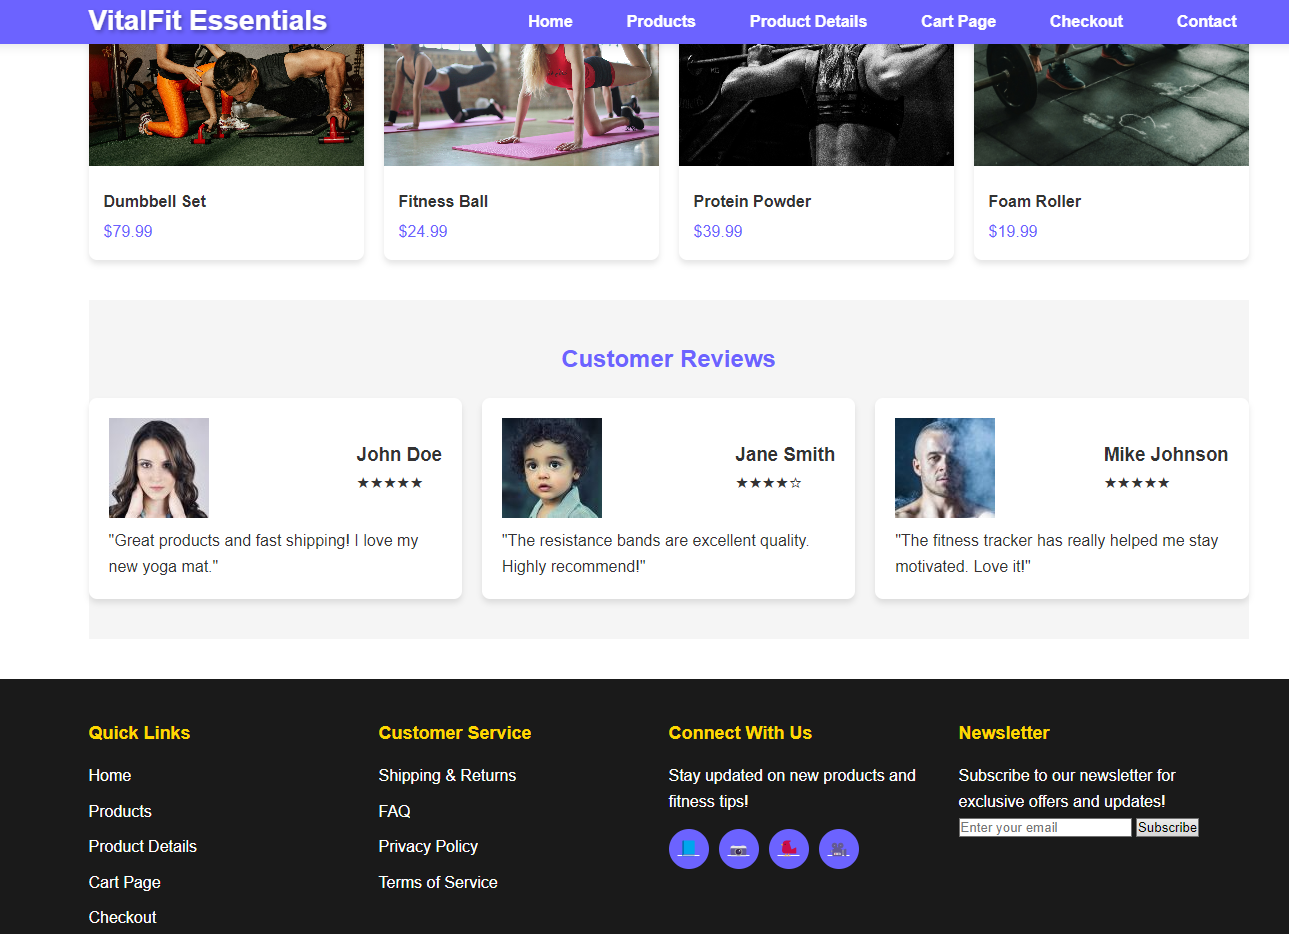 VitalFit Essentials
Home
Products
Product Details
Cart Page
Checkout
Contact
Dumbbell Set
$79.99
Fitness Ball
$24.99
Protein Powder
$39.99
Foam Roller
$19.99
Customer Reviews
John Doe
★★★★★
"Great products and fast shipping! I love my
new yoga mat."
Jane Smith
★★★★☆
"The resistance bands are excellent quality.
Highly recommend!"
Mike Johnson
★★★★★
"The fitness tracker has really helped me stay
motivated. Love it!"
Quick Links
Home
Products
Product Details
Cart Page
Checkout
Customer Service
Shipping & Returns
FAQ
Privacy Policy
Terms of Service
Connect With Us
Stay updated on new products and
fitness tips!
Newsletter
Subscribe to our newsletter for
exclusive offers and updates!
Enter your email
Subscribe